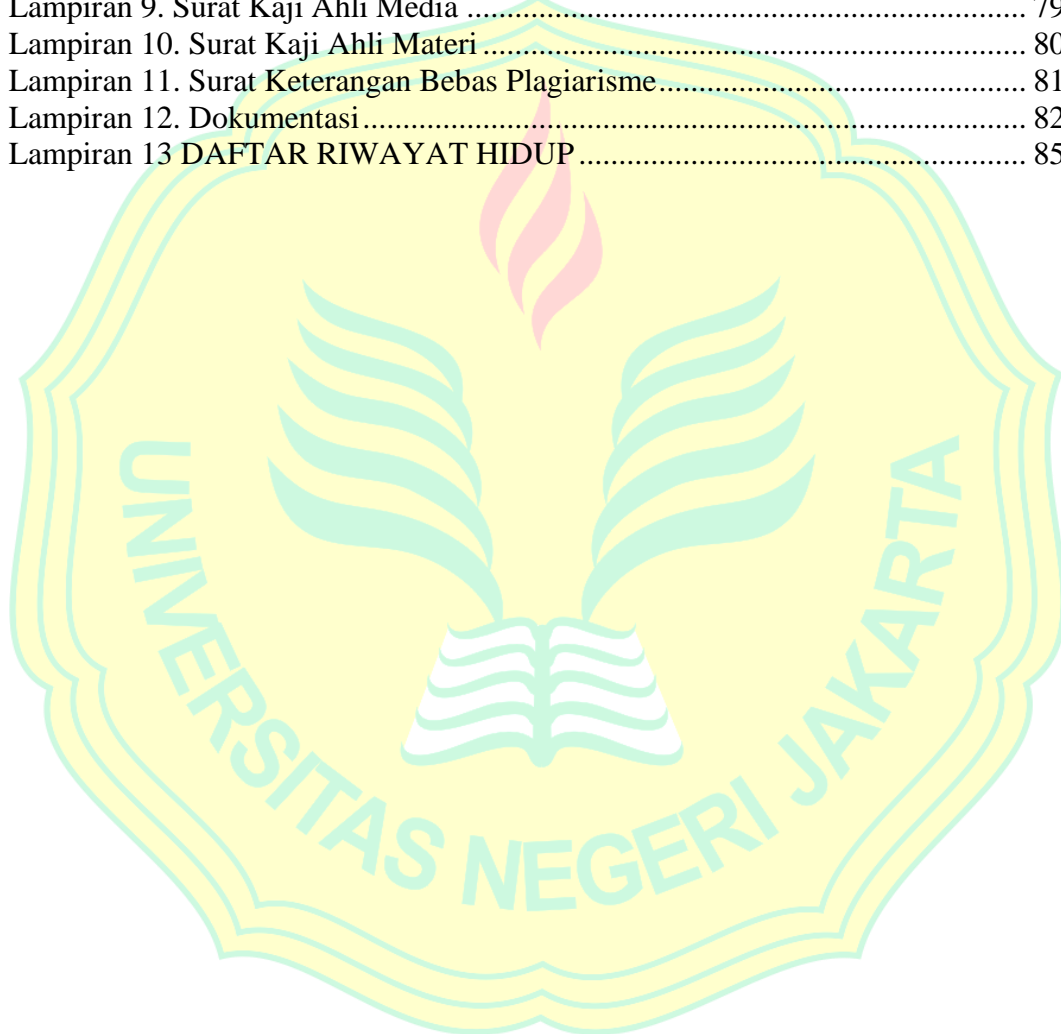 Lampiran 9. Surat Kaji Ahli Media ........................................................................ 79
Lampiran 10. Surat Kaji Ahli Materi ...................................................................... 80
Lampiran 11. Surat Keterangan Bebas Plagiarisme............................................... 81
Lampiran 12. Dokumentasi..................................................................................... 82
Lampiran 13 DAFTAR RIWAYAT HIDUP ......................................................... 85
UNIVERSITAS NEGERI JAKARTA